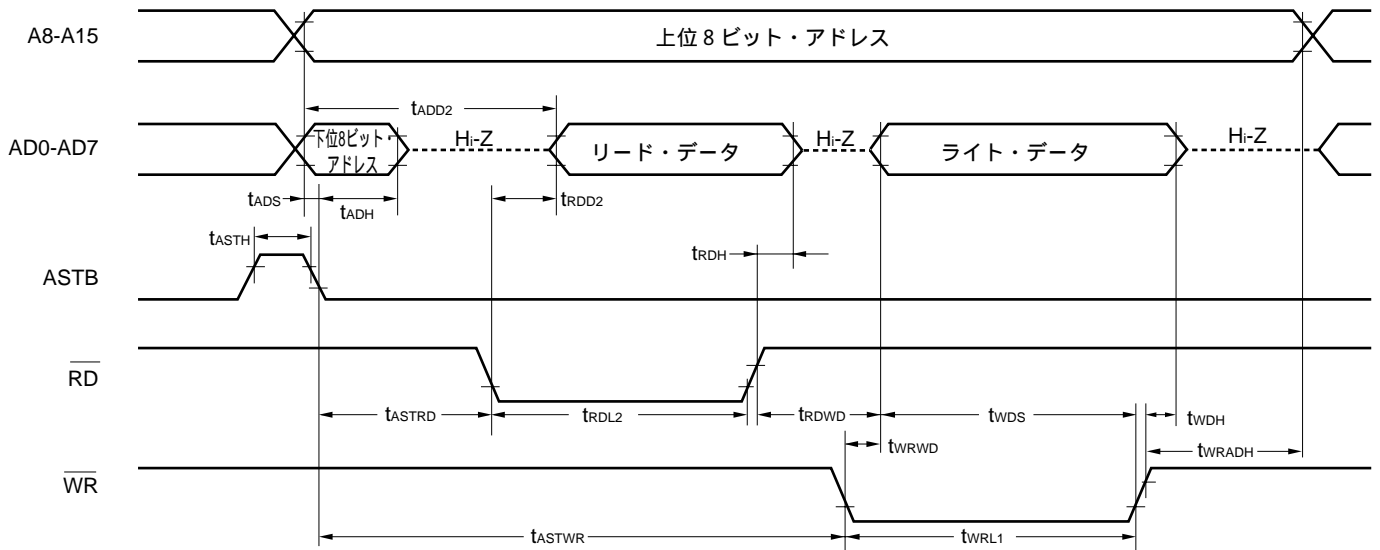 A8-A15
上位 8 ビット・アドレス
tADD2
AD0-AD7
下位8ビット・
アドレス
Hi-Z
リード・データ
Hi-Z
ライト・データ
Hi-Z
tADS
tADH
tRDD2
tASTH
tRDH
ASTB
RD
tASTRD
tRDL2
tRDWD
tWDS
tWDH
tWRWD
tWRADH
WR
tASTWR
tWRL1